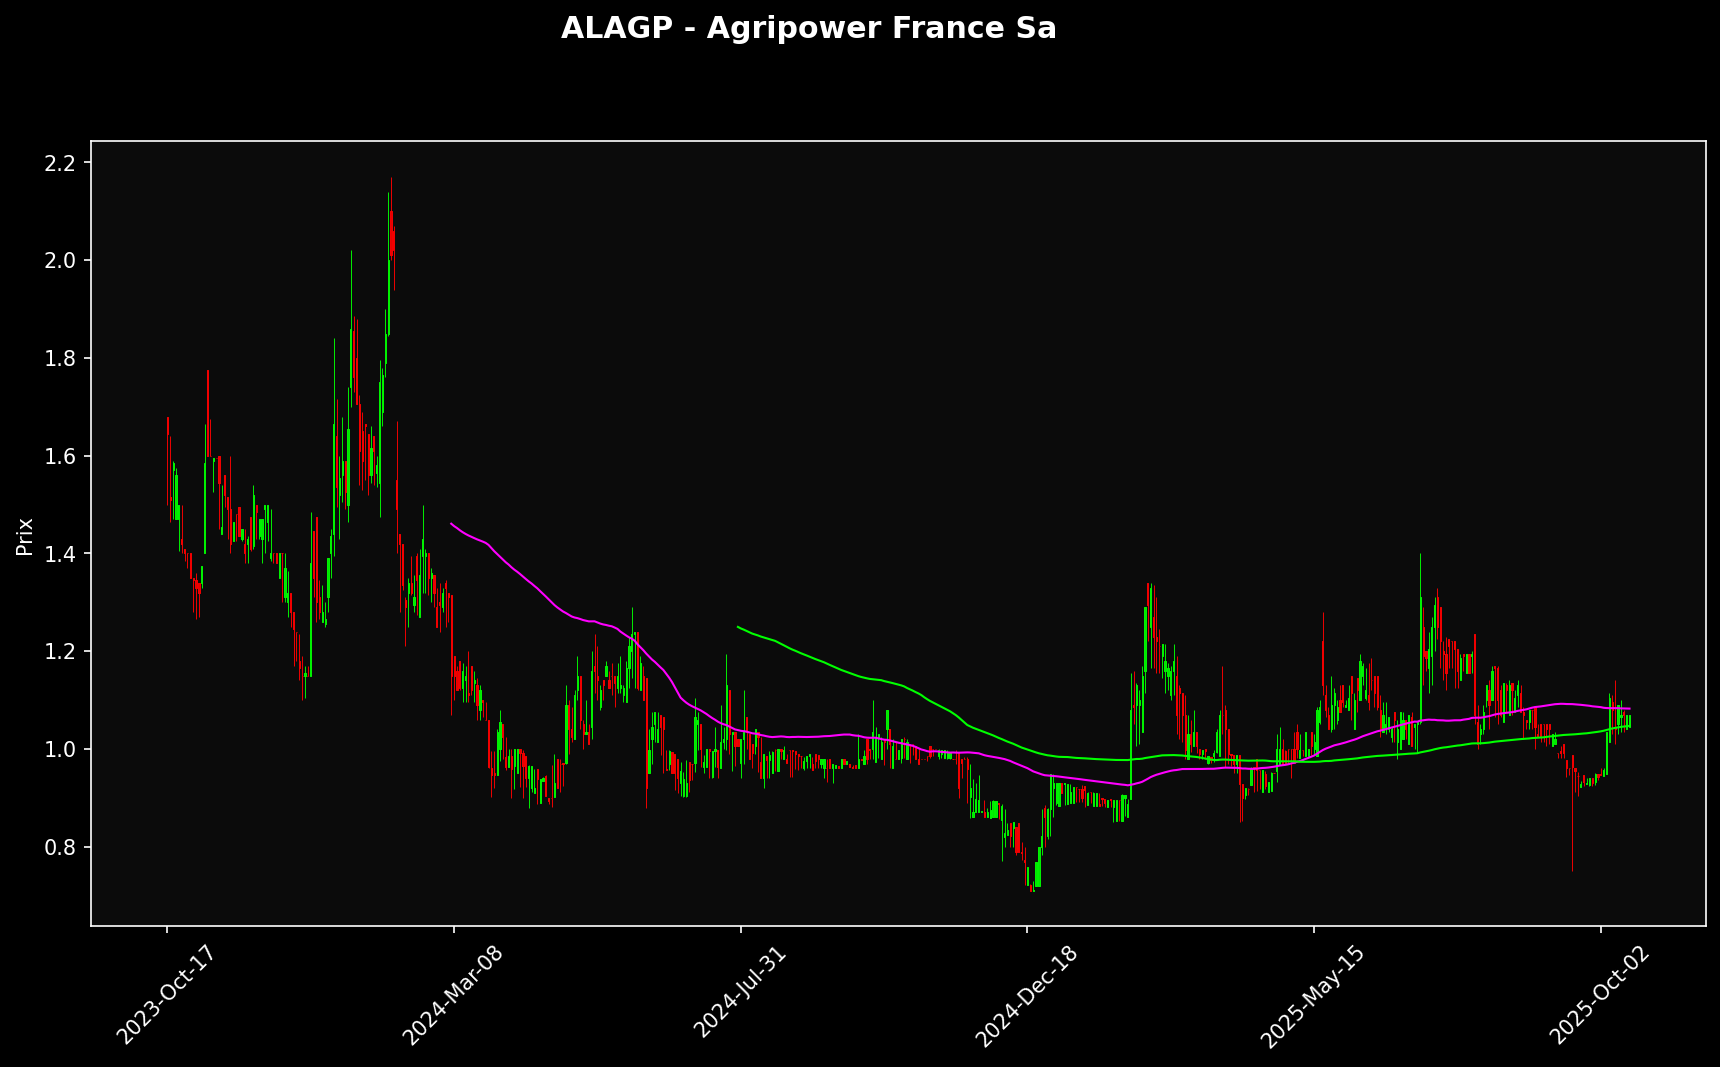 ALAGP - Agripower France Sa
Prix
2.2
2.0
1.8
1.6
1.4
1.2
1.0
0.8
2023-Oct-17
2024-Mar-08
2024-Jul-31
2024-Dec-18
2025-May-15
2025-Oct-02